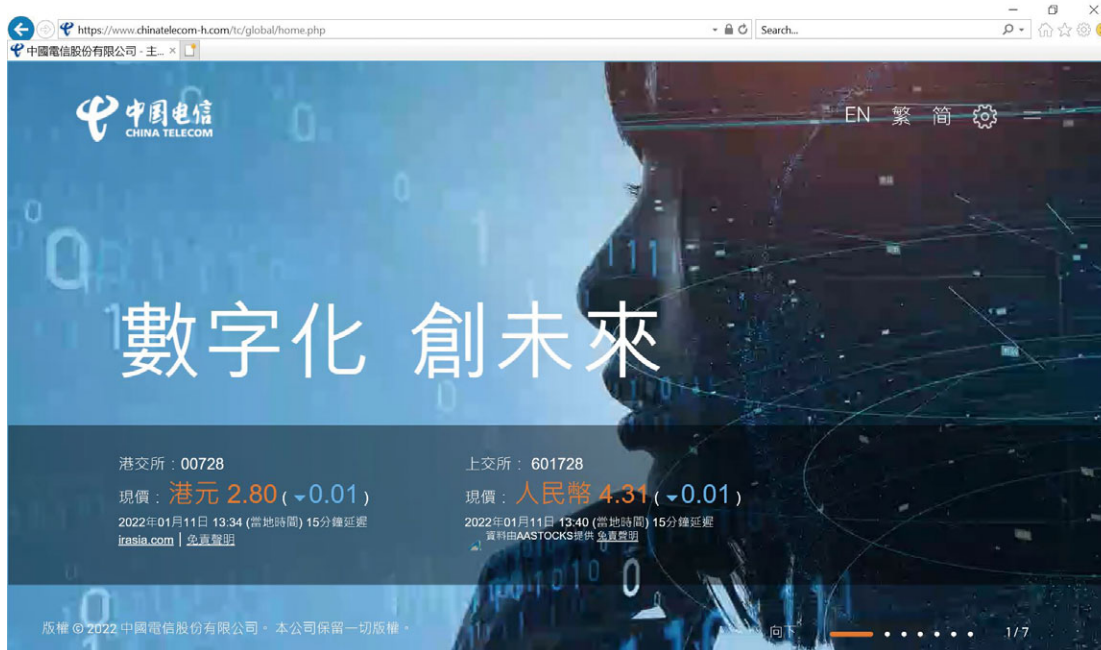 https://www.chinatelecom-h.com/tc/global/home.php
Search...
中國電信股份有限公司 - 主...
中国电信
CHINA TELECOM
EN 繁 简
數字化 創未來
港交所：00728
現價：港元 2.80 ( 0.01 )
2022年01月11日 13:34 (當地時間) 15分鐘延遲
irasia.com | 免責聲明
上交所： 601728
現價：人民幣 4.31 ( 0.01 )
2022年01月11日 13:40 (當地時間) 15分鐘延遲
資料由AASTOCKS提供 免責聲明
版權 © 2022 中國電信股份有限公司。 本公司保留一切版權。
向下
1/7